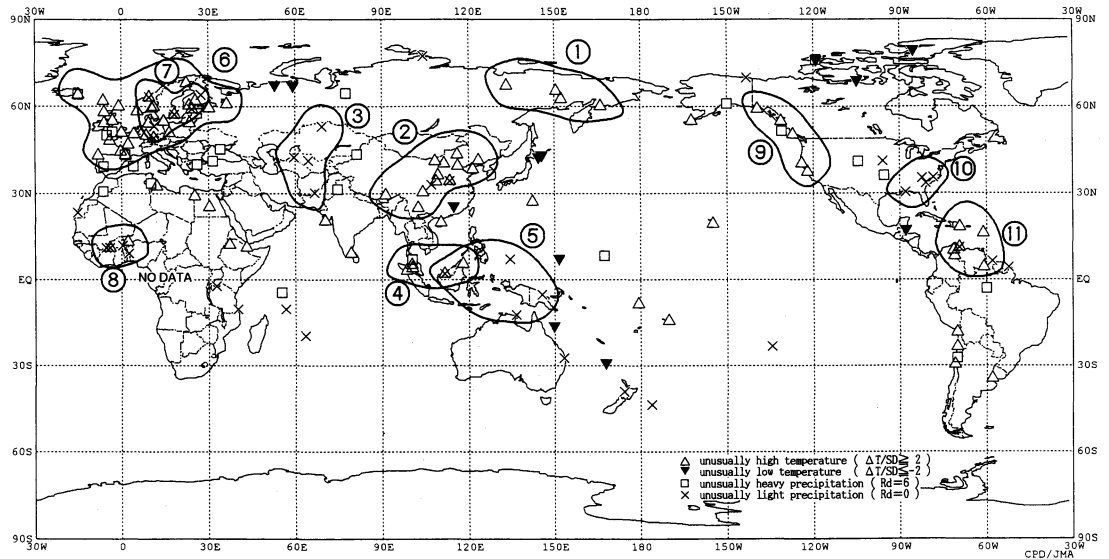 30W 0 30E 60E 90E 120E 150E 180 150W 120W 90W 60W 30W
90N 90N
①
⑥
⑦
60N 60N
③
②
⑨
⑩
30N 30N
⑤
⑪
⑧ NO DATA
EQ EQ
④
30S 30S
△ unusually high temperature ( ΔT/SD≧ 2 )
▼ unusually low temperature ( ΔT/SD≦-2 )
□ unusually heavy precipitation ( Rd=6 )
× unusually light precipitation ( Rd=0 )
60S 60S
90S 90S
30W 0 30E 60E 90E 120E 150E 180 150W 120W 90W 60W 30W
CPD/JMA